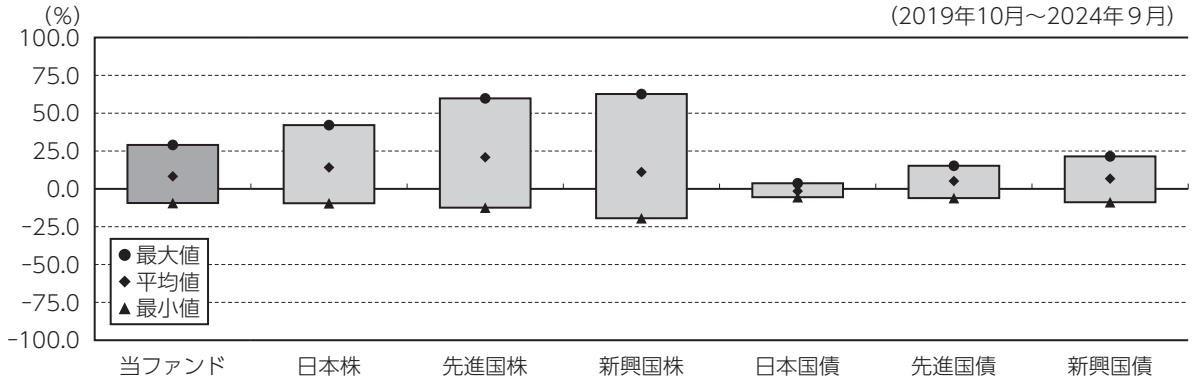 (%)
(2019年10月～2024年９月)
100.0
75.0
50.0
25.0
0.0
-25.0
-50.0
-75.0
-100.0
●最大値
◆平均値
▲最小値
当ファンド 日本株 先進国株 新興国株 日本国債 先進国債 新興国債